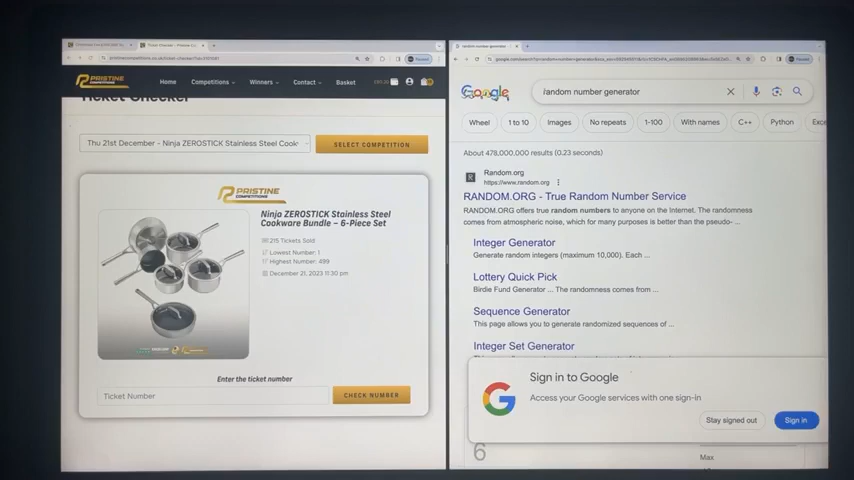 Ticket Checker
PRISTINE
COMPETITIONS
Home
Competitions
Winners
Contact
Basket
Ticket Checker
Thu 21st December - Ninja ZEROSTICK Stainless Steel Cook
SELECT COMPETITION
PRISTINE
COMPETITIONS
Ninja ZEROSTICK Stainless Steel
Cookware Bundle – 6-Piece Set
215 Tickets Sold
Lowest Number: 1
Highest Number: 499
December 21, 2023 11:30 pm
Enter the ticket number
Ticket Number
CHECK NUMBER
random number generator
Google
random number generator
Wheel
1 to 10
Images
No repeats
1-100
With names
C++
Python
Exce
About 478,000,000 results (0.23 seconds)
Random.org
https://www.random.org
RANDOM.ORG - True Random Number Service
RANDOM.ORG offers true random numbers to anyone on the Internet. The randomness
comes from atmospheric noise, which for many purposes is better than the pseudo- ...
Integer Generator
Generate random integers (maximum 10,000). Each ...
Lottery Quick Pick
Birdie Fund Generator ... The randomness comes from ...
Sequence Generator
This page allows you to generate randomized sequences of ...
Integer Set Generator
Sign in to Google
Access your Google services with one sign-in
Stay signed out
Sign in
6
Max